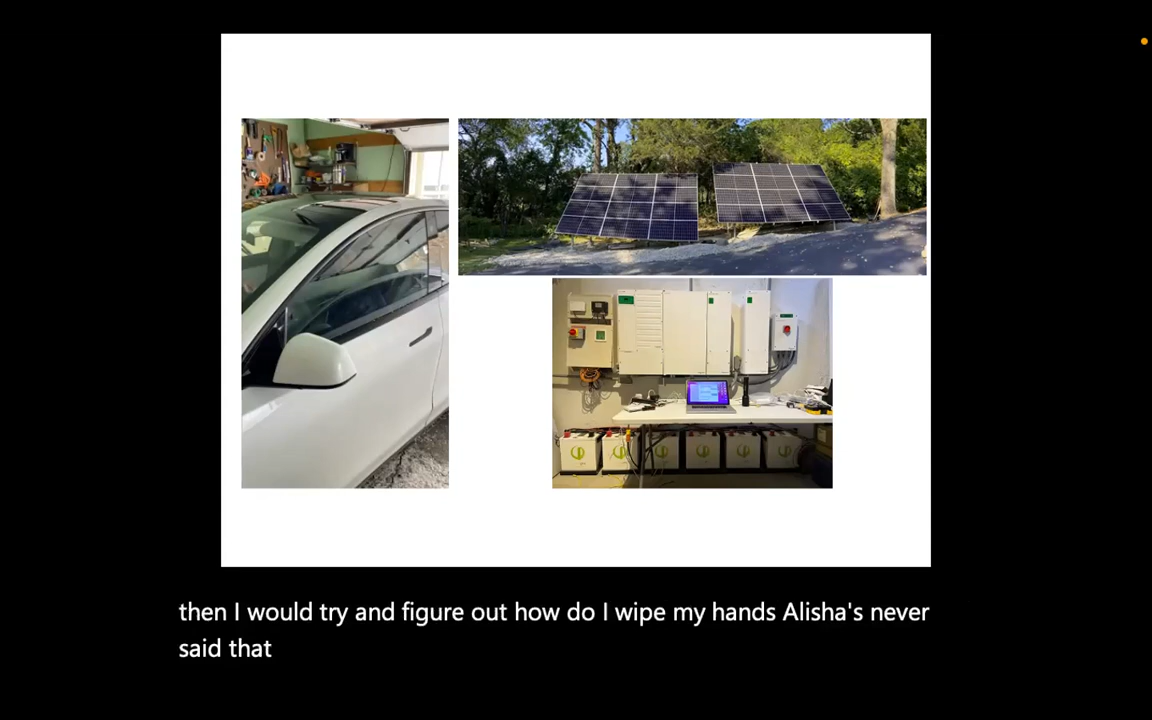 then I would try and figure out how do I wipe my hands Alisha's never
said that